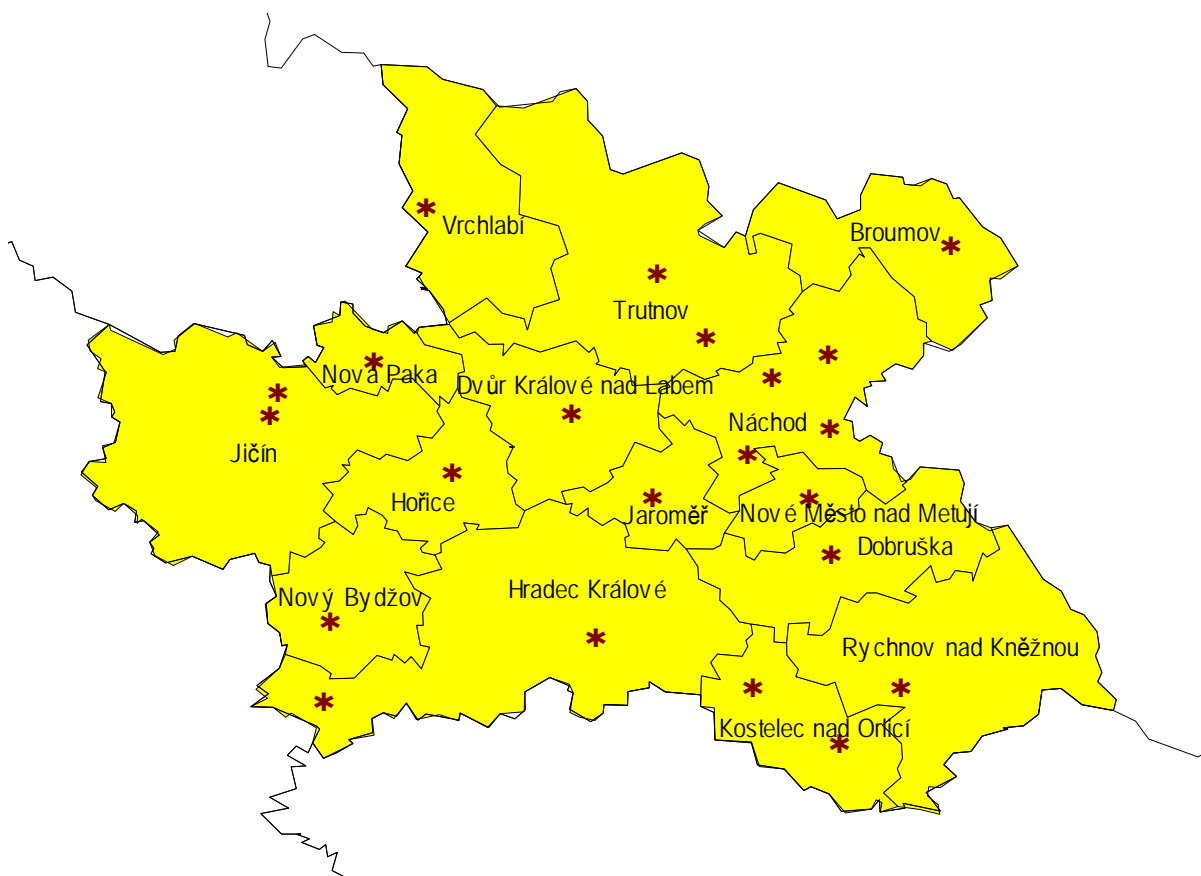 Vrchlabí
Broumov
Trutnov
Nová Paka
Dvůr Králové nad Labem
Náchod
Jičín
Hořice
Jaroměř
Nové Město nad Metují
Dobruška
Hradec Králové
Nový Bydžov
Rychnov nad Kněžnou
Kostelec nad Orlicí